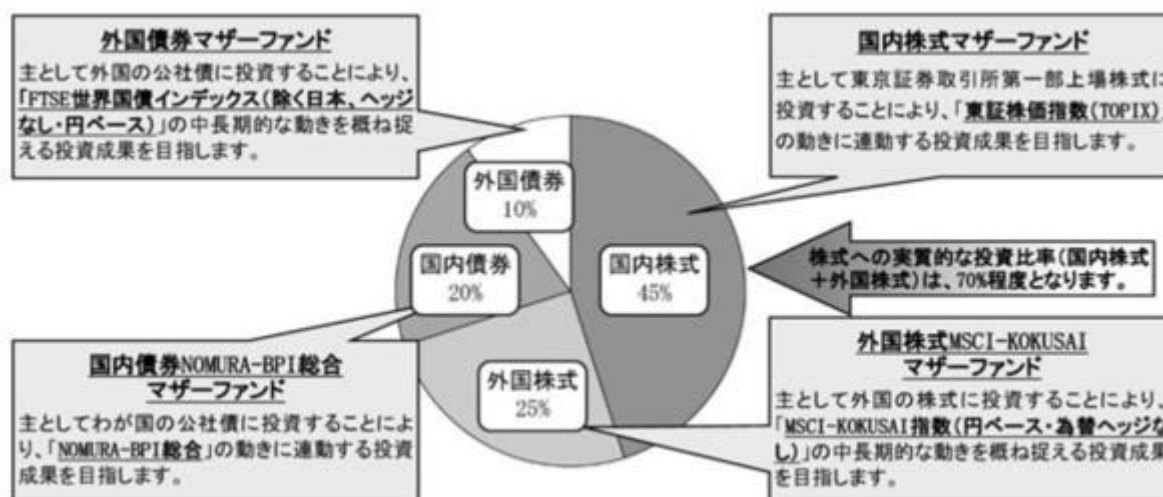 外国債券マザーファンド
主として外国の公社債に投資することにより、
「FTSE世界国債インデックス(除く日本、ヘッジ
なし・円ベース)」の中長期的な動きを概ね捉
える投資成果を目指します。
国内株式マザーファンド
主として東京証券取引所第一部上場株式に
投資することにより、「東証株価指数(TOPIX)
の動きに連動する投資成果を目指します。
外国債券
10%
国内債券
20%
国内株式
45%
株式への実質的な投資比率(国内株式
+外国株式)は、70%程度となります。
国内債券NOMURA-BPI総合
マザーファンド
主としてわが国の公社債に投資することによ
り、「NOMURA-BPI総合」の動きに連動する投資
成果を目指します。
外国株式
25%
外国株式MSCI-KOKUSAI
マザーファンド
主として外国の株式に投資することにより、
「MSCI-KOKUSAI指数(円ベース・為替ヘッジな
し)」の中長期的な動きを概ね捉える投資成果
を目指します。